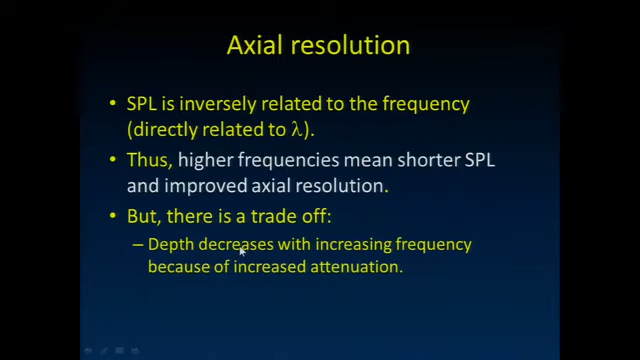 Axial resolution
• SPL is inversely related to the frequency
(directly related to λ).
• Thus, higher frequencies mean shorter SPL
and improved axial resolution.
• But, there is a trade off:
– Depth decreases with increasing frequency
because of increased attenuation.